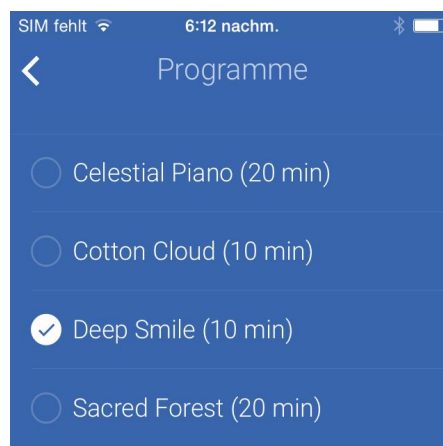 SIM fehlt 6:12 nachm.
Programme
Celestial Piano (20 min)
Cotton Cloud (10 min)
Deep Smile (10 min)
Sacred Forest (20 min)